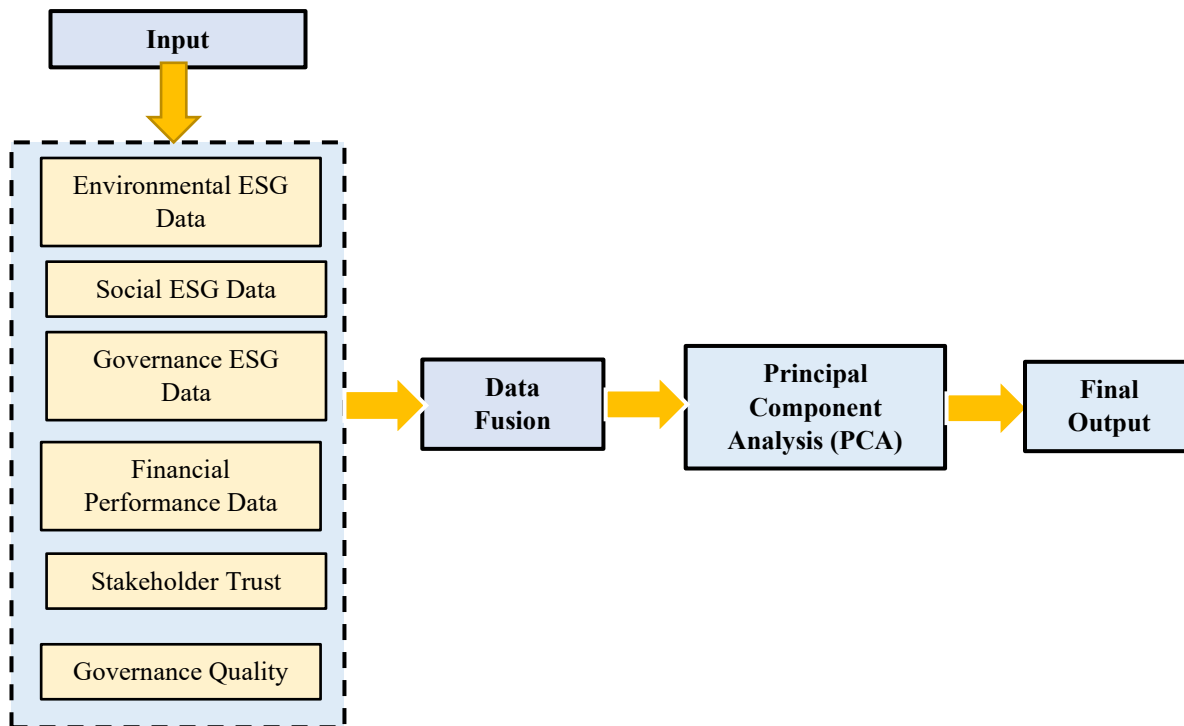 Input
Environmental ESG
Data
Social ESG Data
Governance ESG
Data
Financial
Performance Data
Stakeholder Trust
Governance Quality
Data
Fusion
Principal
Component
Analysis (PCA)
Final
Output